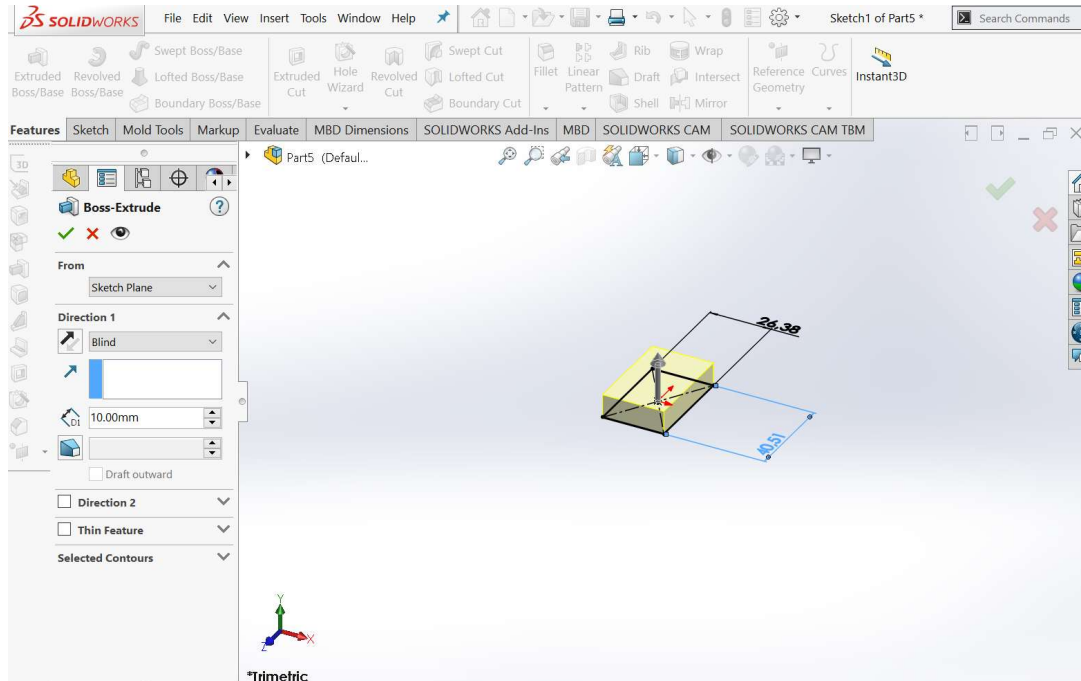 SOLIDWORKS File Edit View Insert Tools Window Help Sketch1 of Part5 * Search Commands
Extruded Boss/Base
Revolved Boss/Base
Swept Boss/Base
Lofted Boss/Base
Boundary Boss/Base
Extruded Cut
Hole Wizard
Revolved Cut
Swept Cut
Lofted Cut
Boundary Cut
Fillet
Linear Pattern
Rib
Draft
Shell
Wrap
Intersect
Mirror
Reference Geometry
Curves
Instant3D
Features Sketch Mold Tools Markup Evaluate MBD Dimensions SOLIDWORKS Add-Ins MBD SOLIDWORKS CAM SOLIDWORKS CAM TBM
3D
Part5 (Defaul...
Boss-Extrude
?
From
Sketch Plane
Direction 1
Blind
D1 10.00mm
Draft outward
Direction 2
Thin Feature
Selected Contours
26.38
40.51
Y
X
Z
*Trimetric